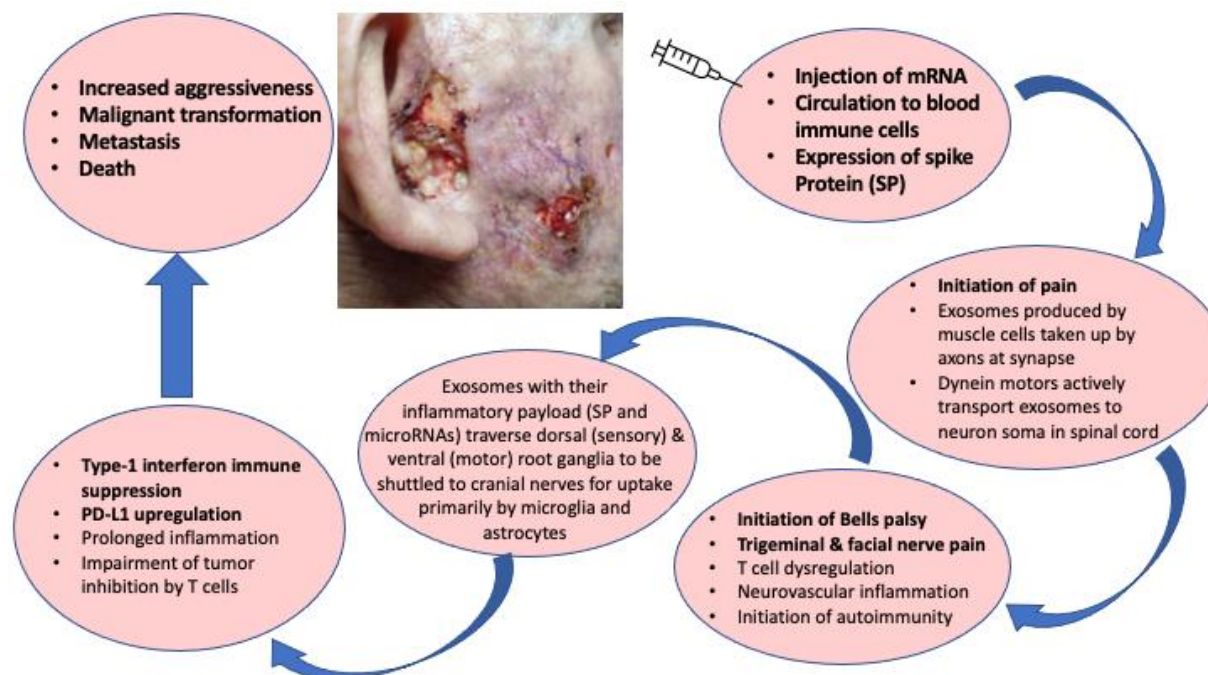 • Increased aggressiveness
• Malignant transformation
• Metastasis
• Death
• Injection of mRNA
• Circulation to blood
immune cells
• Expression of spike
Protein (SP)
• Initiation of pain
• Exosomes produced by
muscle cells taken up by
axons at synapse
• Dynein motors actively
transport exosomes to
neuron soma in spinal cord
• Initiation of Bells palsy
• Trigeminal & facial nerve pain
• T cell dysregulation
• Neurovascular inflammation
• Initiation of autoimmunity
Exosomes with their
inflammatory payload (SP and
microRNAs) traverse dorsal (sensory) &
ventral (motor) root ganglia to be
shuttled to cranial nerves for uptake
primarily by microglia and
astrocytes
• Type-1 interferon immune
suppression
• PD-L1 upregulation
• Prolonged inflammation
• Impairment of tumor
inhibition by T cells